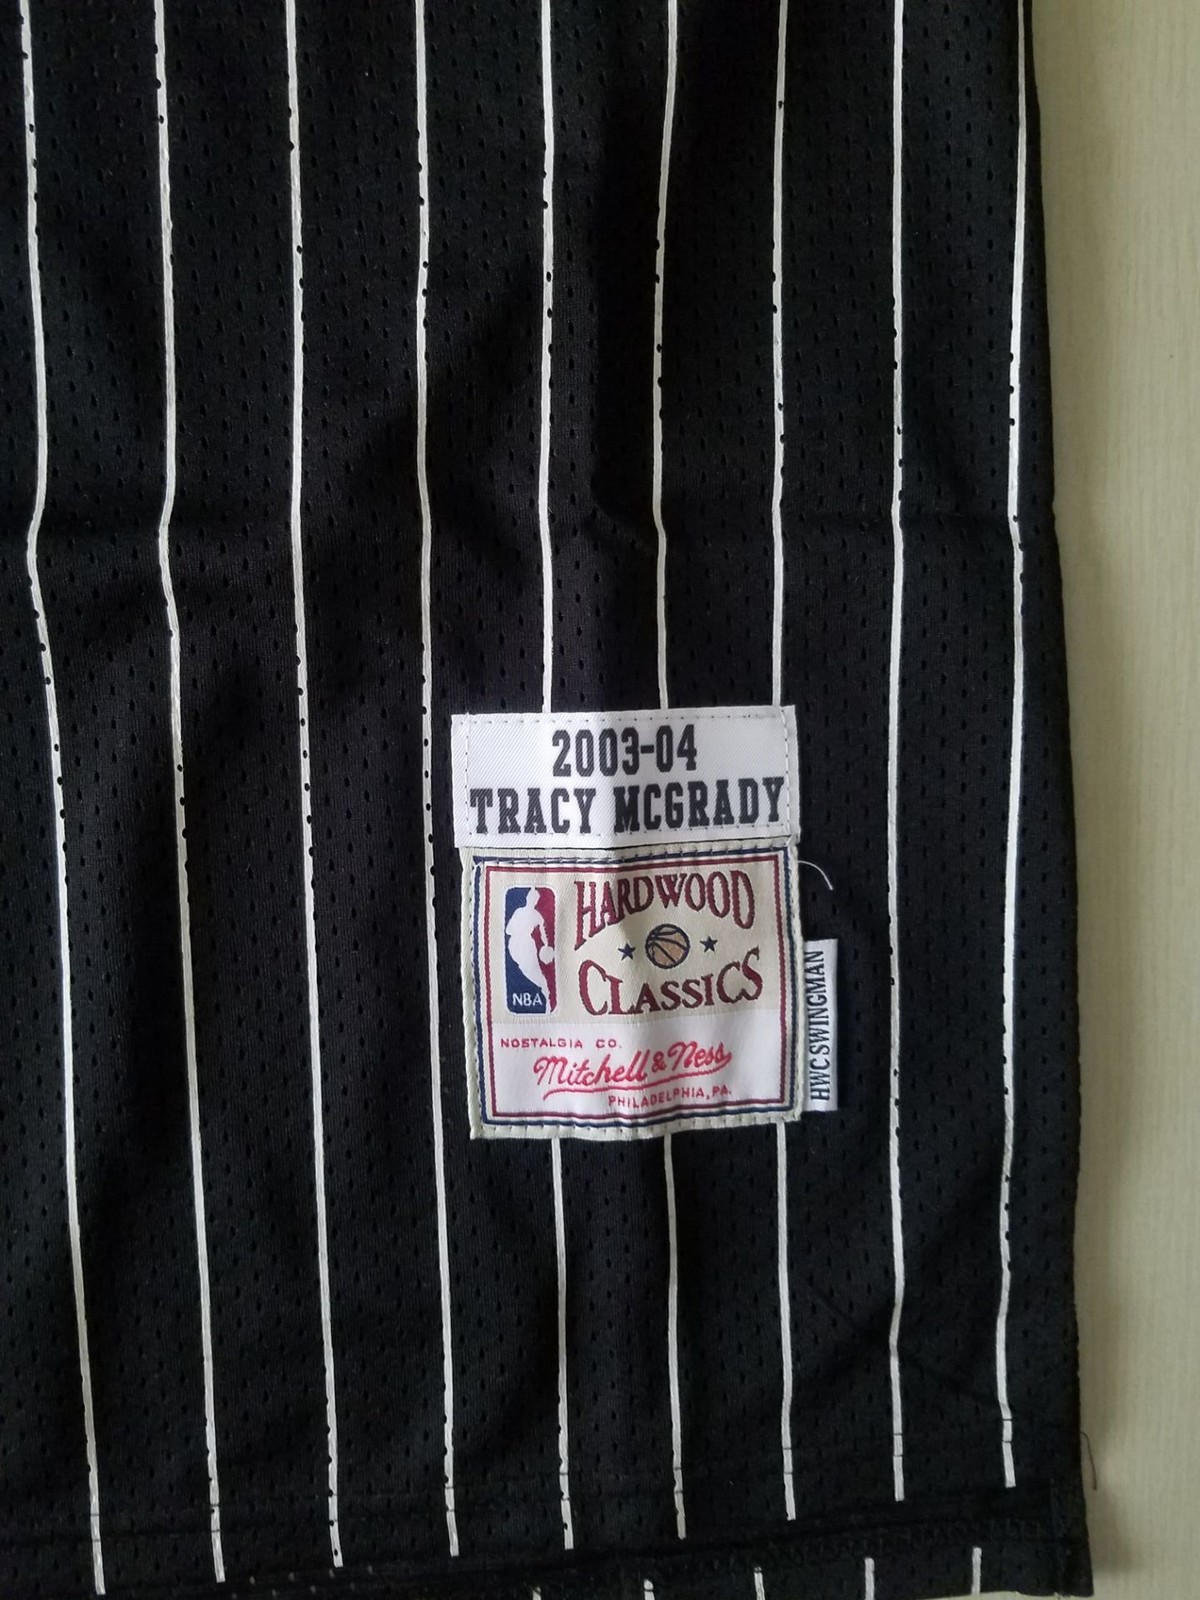 2003-04
TRACY MCGRADY
HARDWOOD
CLASSICS
NBA
NOSTALGIA CO.
Mitchell & Ness
PHILADELPHIA, PA.
HWC SWINGMAN